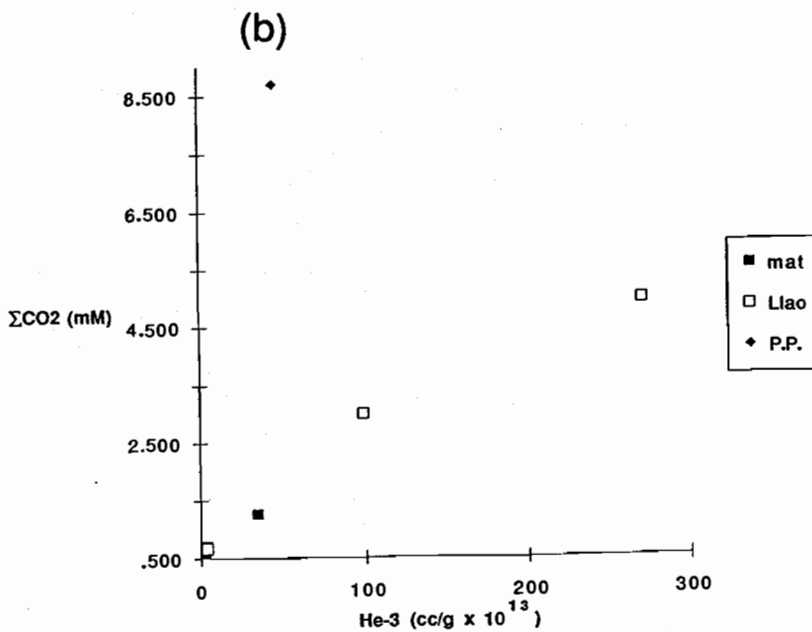 (b)
8.500
6.500
4.500
2.500
.500
ΣCO2 (mM)
0 100 200 300
He-3 (cc/g x 10^13)
mat
Llao
P.P.